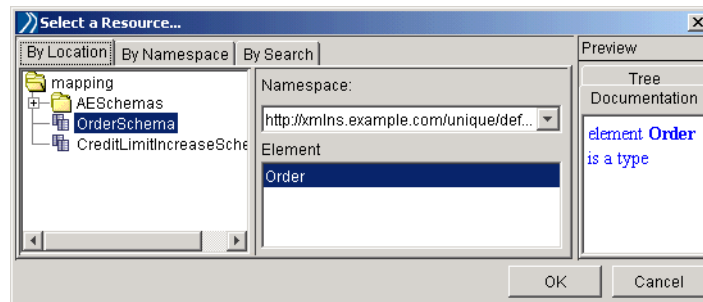 Select a Resource...
By Location
By Namespace
By Search
mapping
AESchemas
OrderSchema
CreditLimitIncreaseSche
Namespace:
http://xmlns.example.com/unique/def...
Element
Order
Preview
Tree
Documentation
element Order
is a type
OK
Cancel